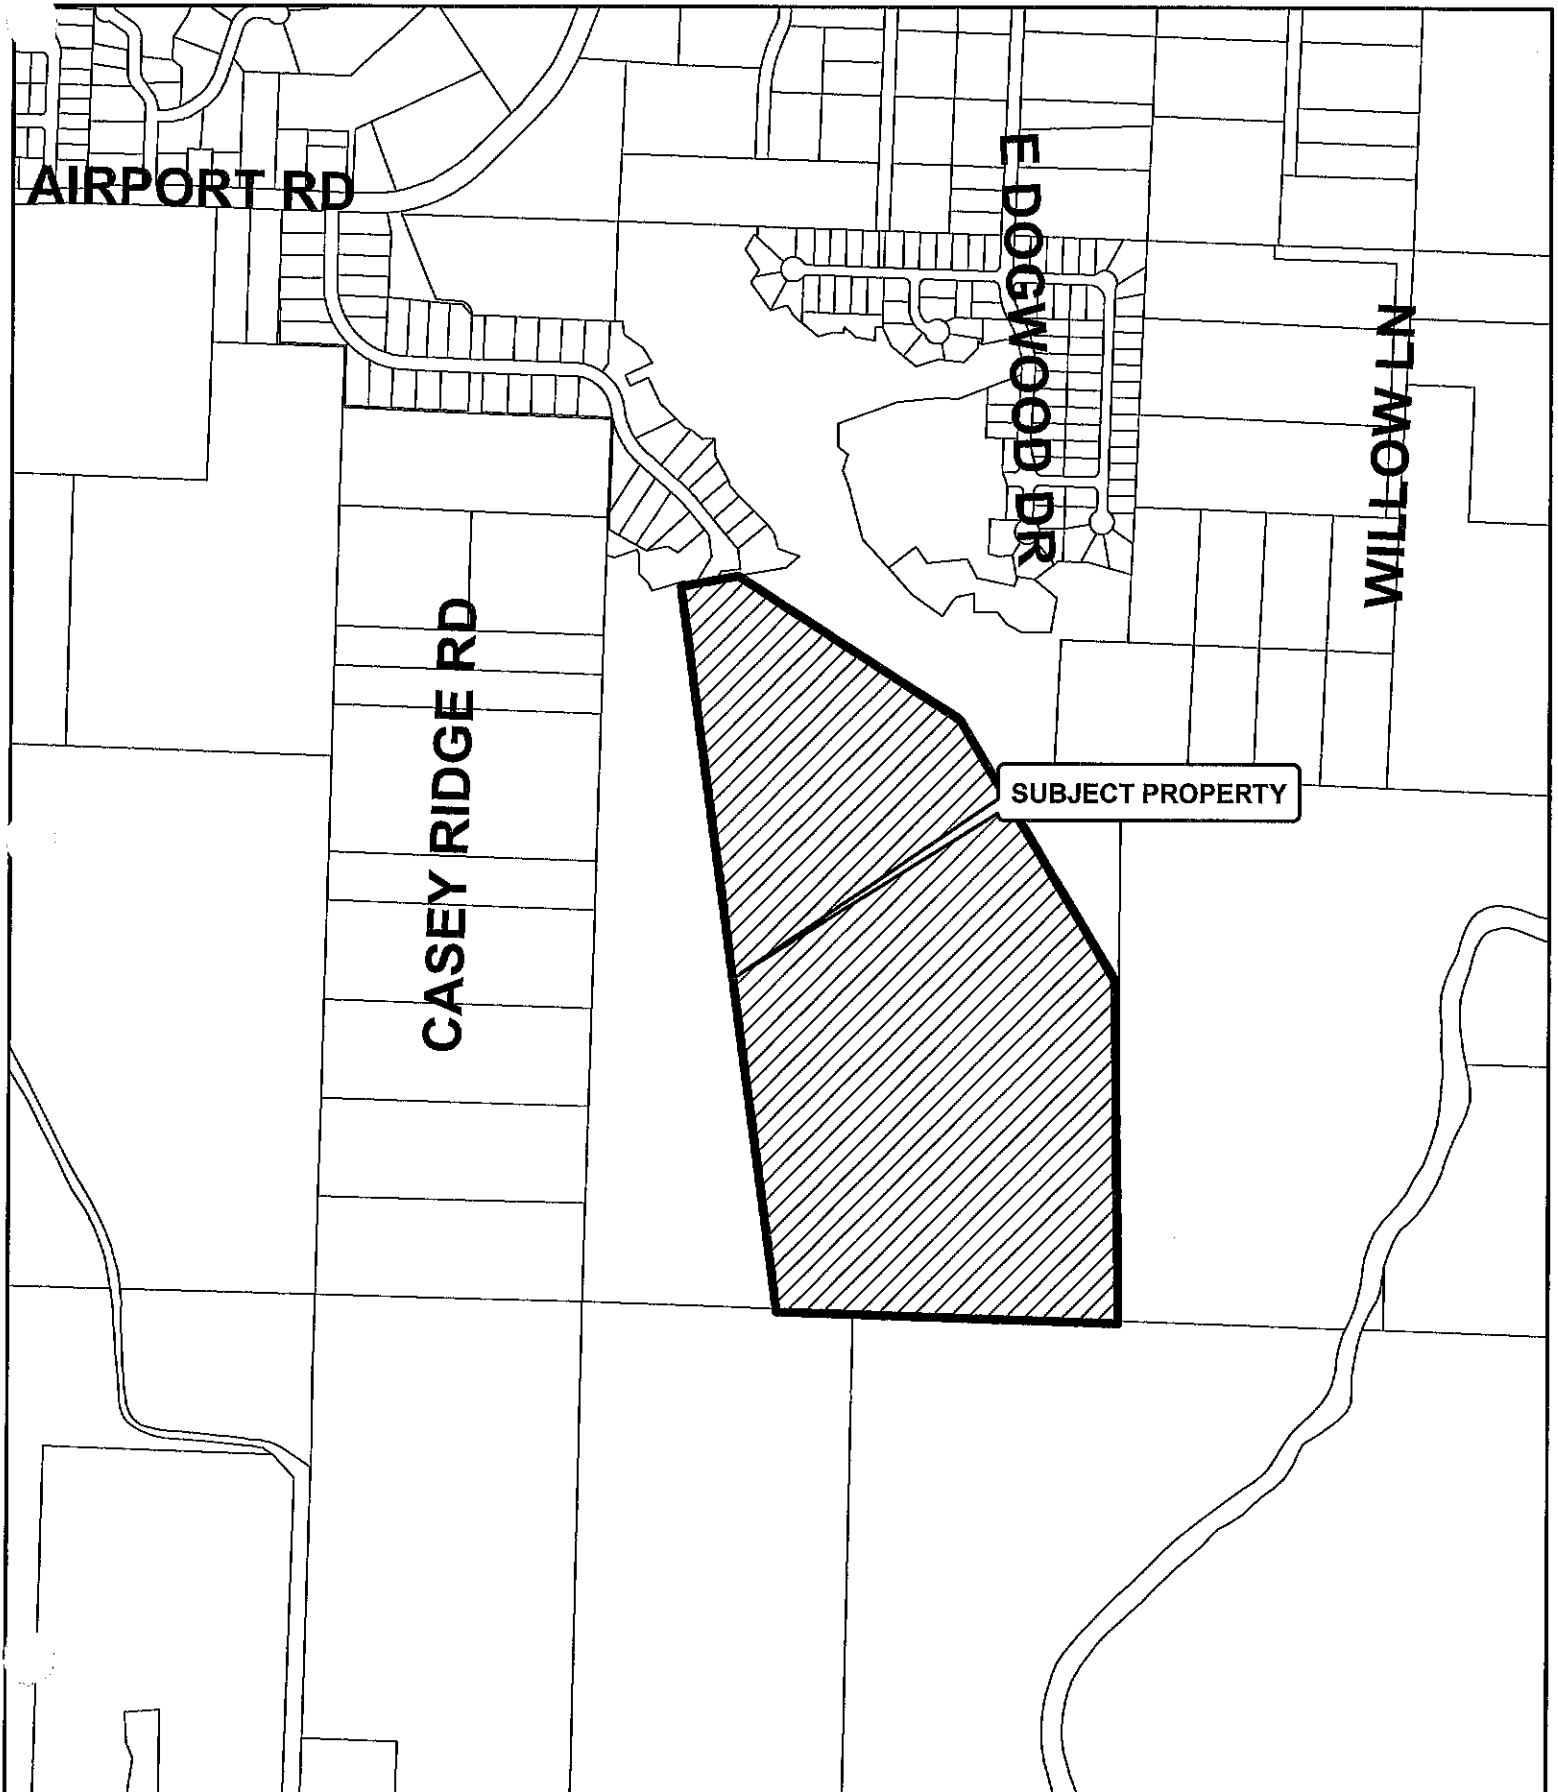 AIRPORT RD
E DOGWOOD DR
WILLOW LN
CASEY RIDGE RD
SUBJECT PROPERTY